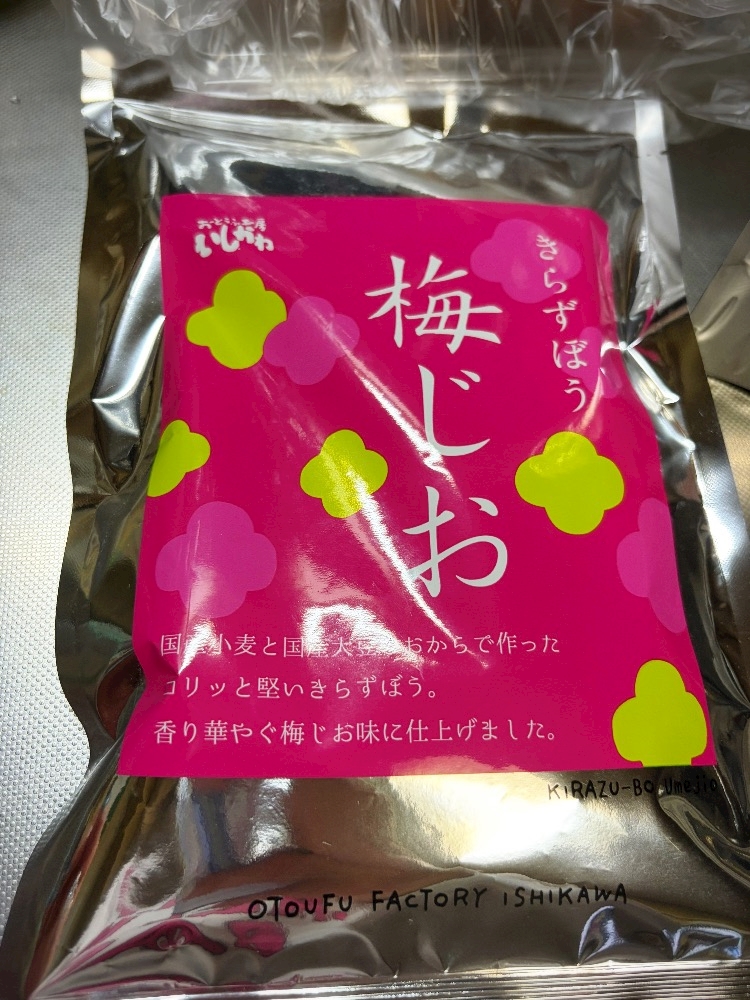 おとうふ工房
いしかわ
きらずぼう
梅じお
国産小麦と国産大豆のおからで作った
コリッと堅いきらずぼう。
香り華やぐ梅じお味に仕上げました。
KIRAZU-BO Umejio
OTOUFU FACTORY ISHIKAWA